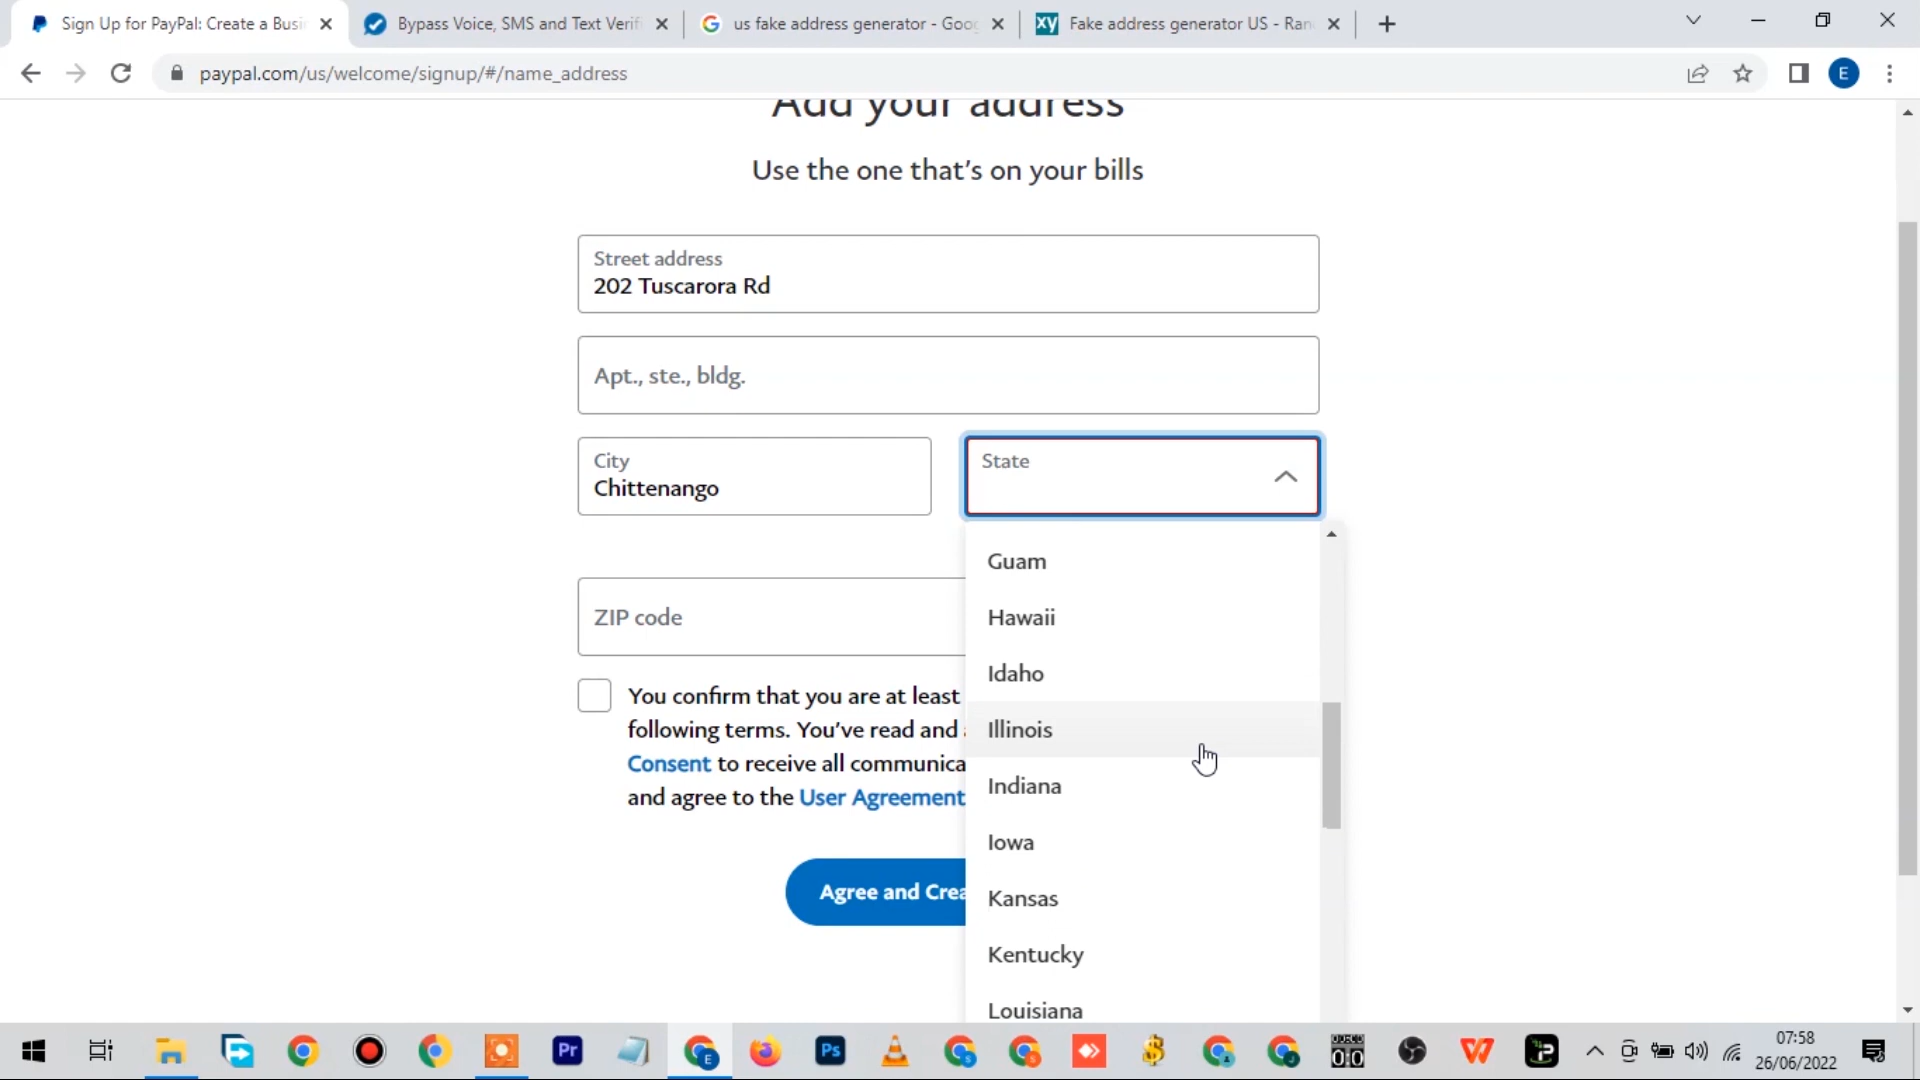 Sign Up for PayPal: Create a Busin
Bypass Voice, SMS and Text Verif
us fake address generator - Goog
Fake address generator US - Ran
paypal.com/us/welcome/signup/#/name_address
E
Add your address
Use the one that's on your bills
Street address
202 Tuscarora Rd
Apt., ste., bldg.
City
Chittenango
State
Guam
Hawaii
Idaho
Illinois
Indiana
Iowa
Kansas
Kentucky
Louisiana
ZIP code
You confirm that you are at least
following terms. You've read and
Consent to receive all communica
and agree to the User Agreement
Agree and Crea
07:58
26/06/2022